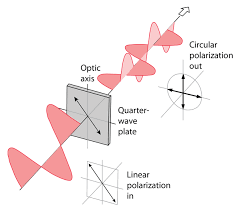 Optic
axis
Circular
polarization
out
Quarter-
wave
plate
Linear
polarization
in